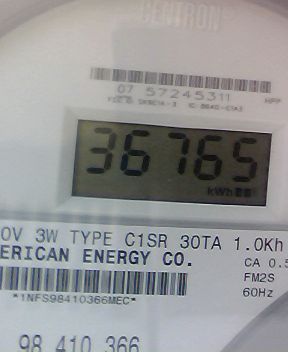 CENTRON®
07 57245311
36765
kWh
0V 3W TYPE C1SR 30TA 1.0Kh
ERICAN ENERGY CO.
CA 0.5
FM2S
60Hz
*1NFS98410366MEC*
98 410 366